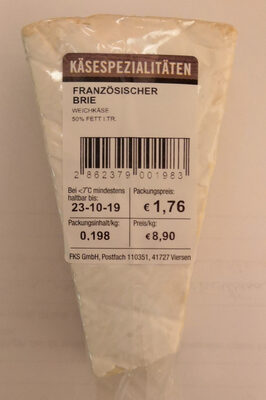 KÄSESPEZIALITÄTEN
FRANZÖSISCHER
BRIE
WEICHKÄSE
50% FETT I.TR.
2 862379 001983
Bei <7°C mindestens
haltbar bis:
Packungspreis:
23-10-19
€ 1,76
Packungsinhalt/kg:
Preis/kg:
0,198
€ 8,90
FKS GmbH, Postfach 110351, 41727 Viersen